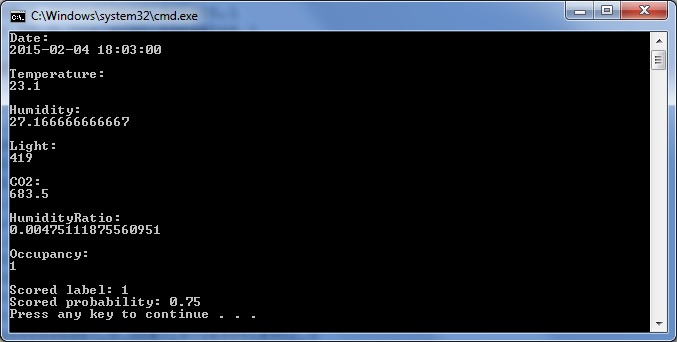 C:\Windows\system32\cmd.exe
Date:
2015-02-04 18:03:00
Temperature:
23.1
Humidity:
27.166666666667
Light:
419
CO2:
683.5
HumidityRatio:
0.00475111875560951
Occupancy:
1
Scored label: 1
Scored probability: 0.75
Press any key to continue . . .